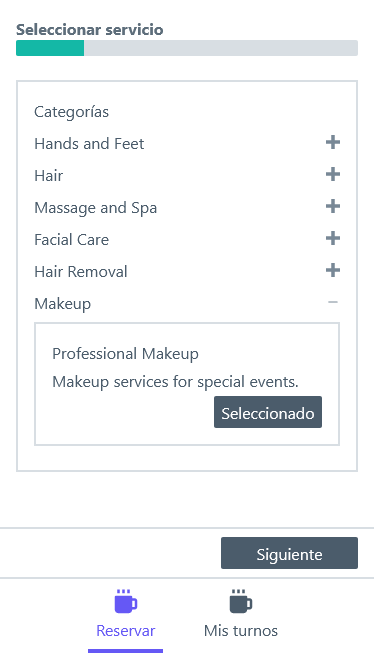 Seleccionar servicio
Categorías
Hands and Feet
Hair
Massage and Spa
Facial Care
Hair Removal
Makeup
Professional Makeup
Makeup services for special events.
Seleccionado
Siguiente
Reservar
Mis turnos